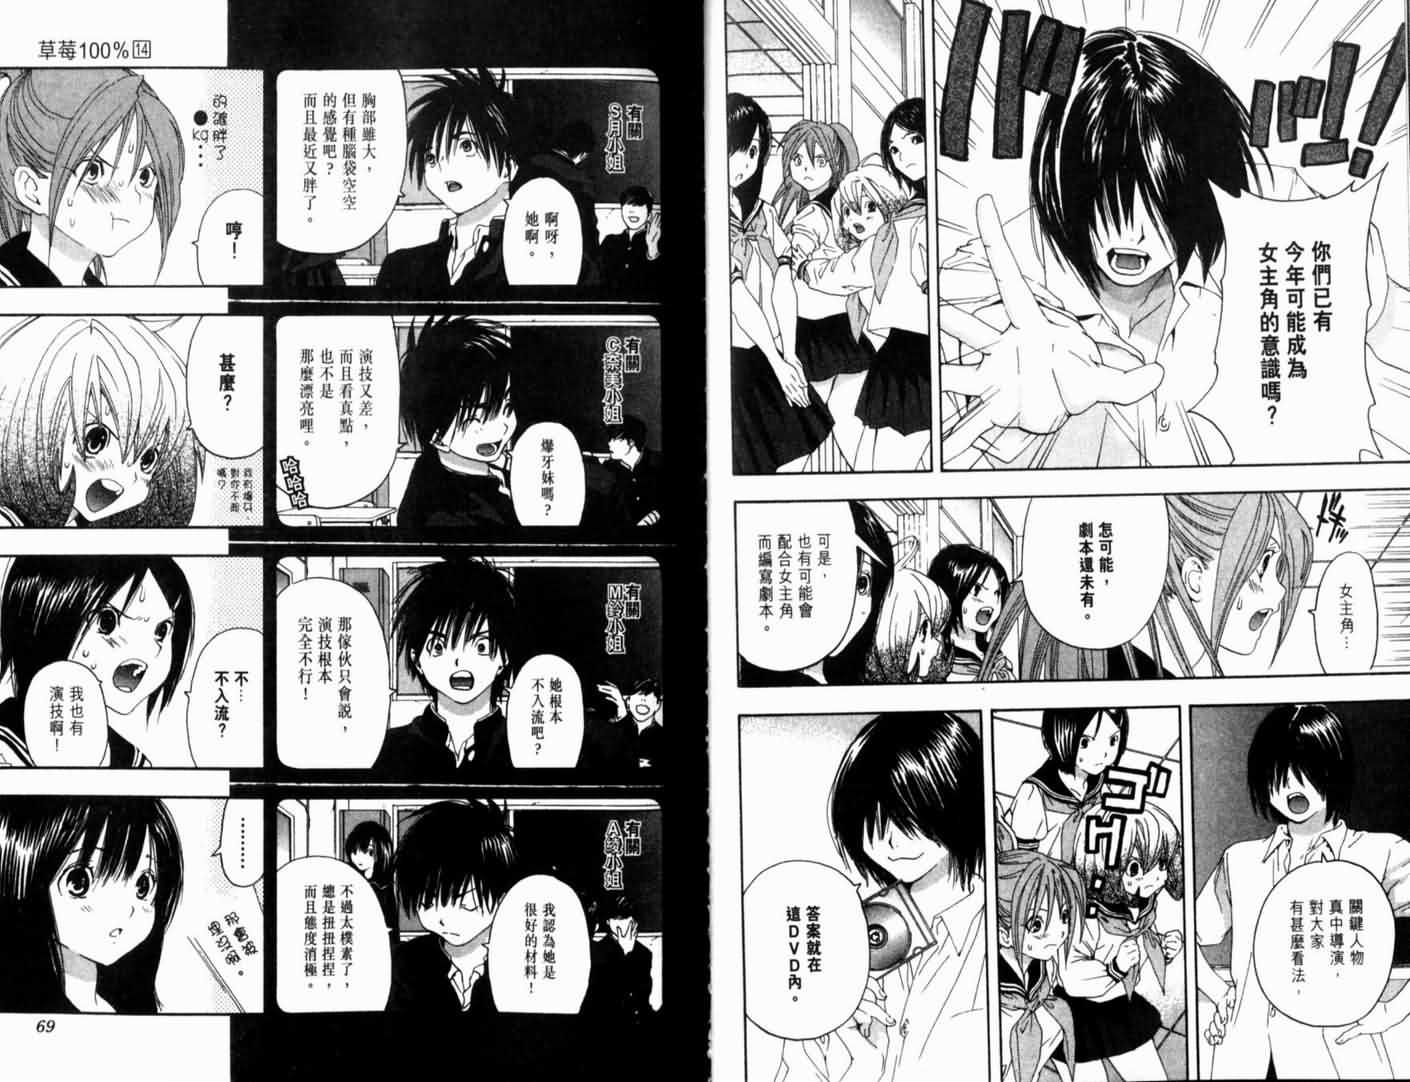 你們已有
今年可能成為
女主角的意識嗎？
女主角…
怎可能，
劇本還未有。
可是，
也有可能會
配合女主角
而編寫劇本。
關鍵人物
真中導演，
對大家
有甚麼看法，
ゴクッ
答案就在
這DVD內。
草莓100% 14
有關
S月小姐
啊呀，
她啊。
胸部雖大，
但有種腦袋空空
的感覺吧？
而且最近又胖了。
哼！
kg…
有關
C奈美小姐
爆牙妹嗎？
演技又差，
而且看真點，
也不是
那麼漂亮哩。
哈哈哈
甚麼？
有關
M鈴小姐
她根本
不入流吧？
那傢伙只會說，
演技根本
完全不行！
不…
不入流？
我也有
演技啊！
有關
A綾小姐
我認為她是
很好的材料！
不過太樸素了，
總是扭扭捏捏，
而且態度消極。
………
69